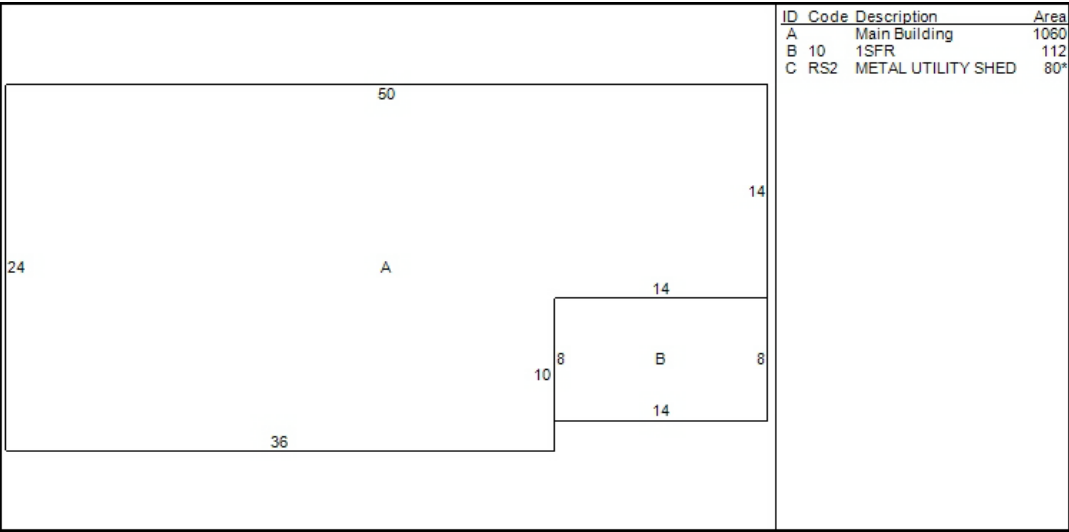 ID Code Description Area
A Main Building 1060
B 10 1SFR 112
C RS2 METAL UTILITY SHED 80*
50
14
24
A
14
8
B
8
10
14
36